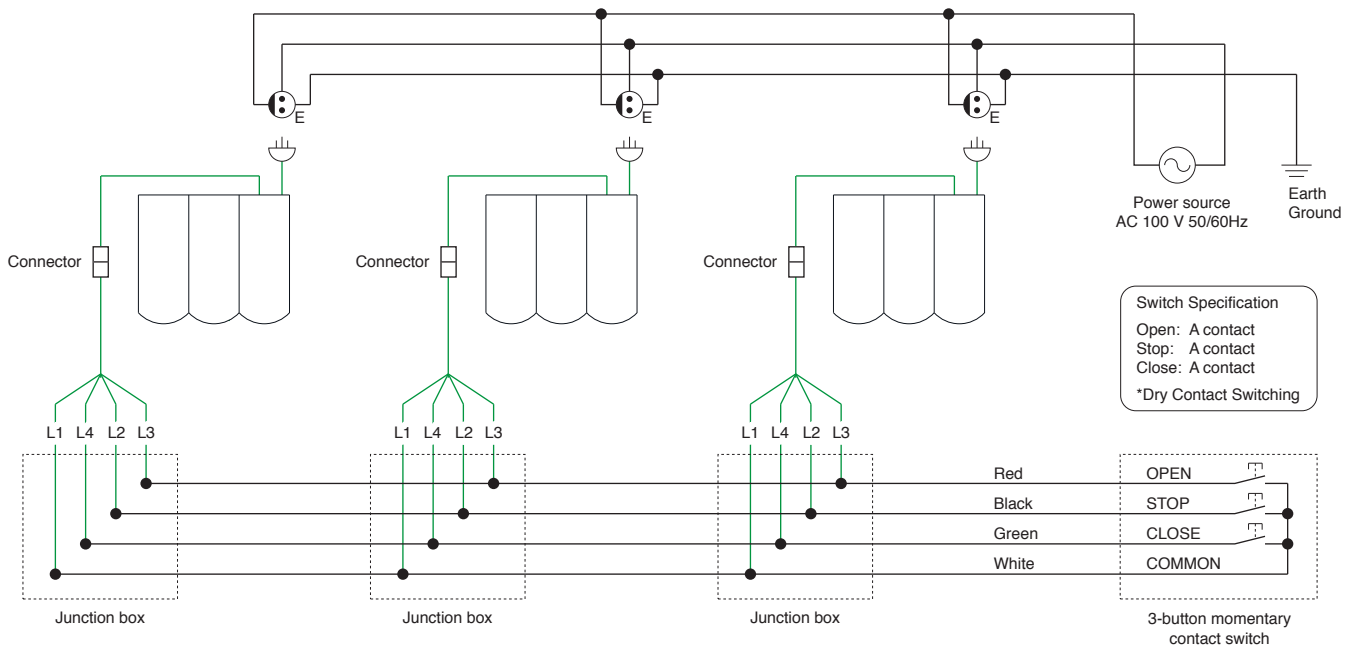 E
E
E
Power source
AC 100 V 50/60Hz
Earth
Ground
Connector
Connector
Connector
Switch Specification
Open: A contact
Stop: A contact
Close: A contact
*Dry Contact Switching
L1 L4 L2 L3
L1 L4 L2 L3
L1 L4 L2 L3
Red OPEN
Black STOP
Green CLOSE
White COMMON
Junction box
Junction box
Junction box
3-button momentary
contact switch